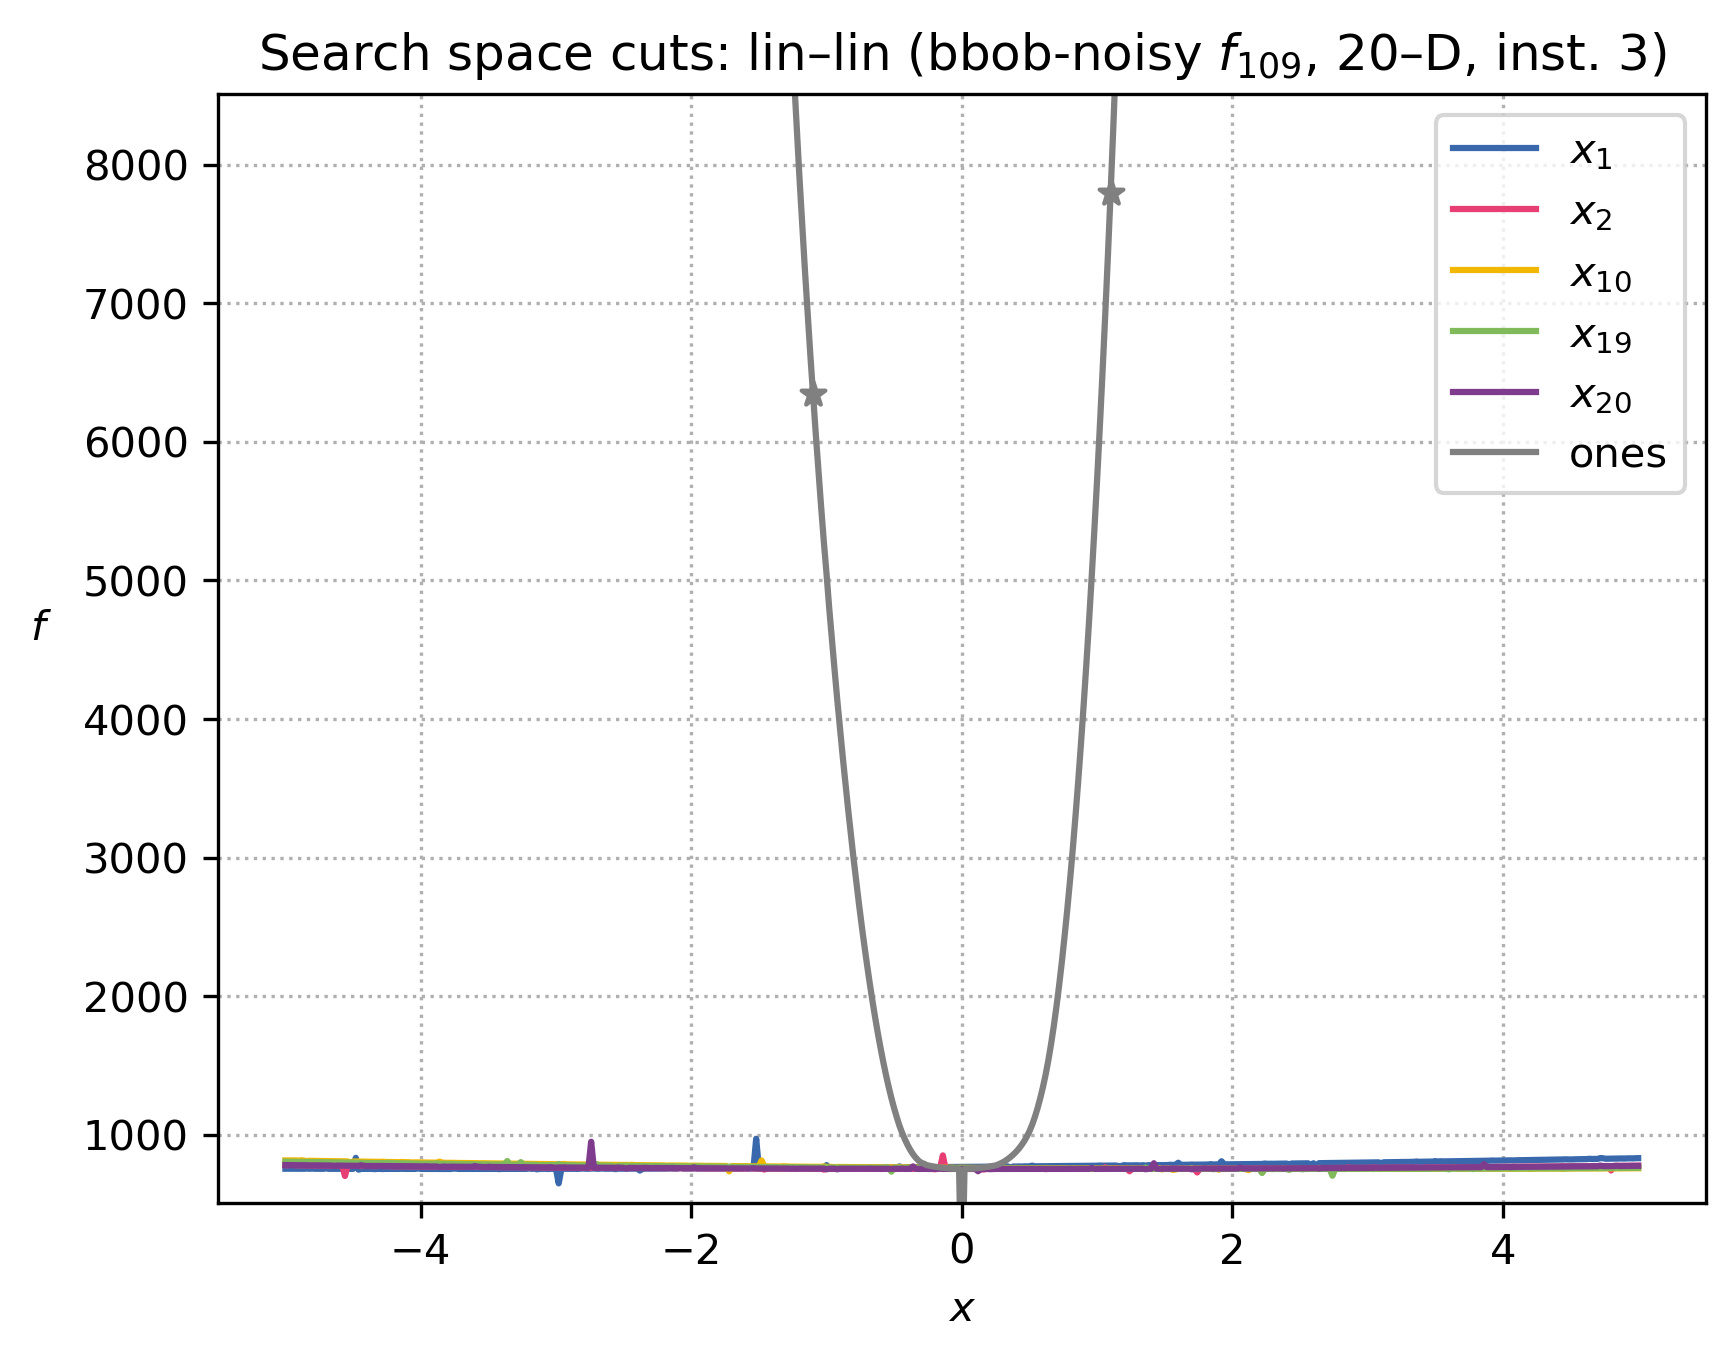 Search space cuts: lin–lin (bbob-noisy f₁₀₉, 20–D, inst. 3)
8000
7000
6000
5000
4000
3000
2000
1000
f
−4
−2
0
2
4
x
x₁
x₂
x₁₀
x₁₉
x₂₀
ones